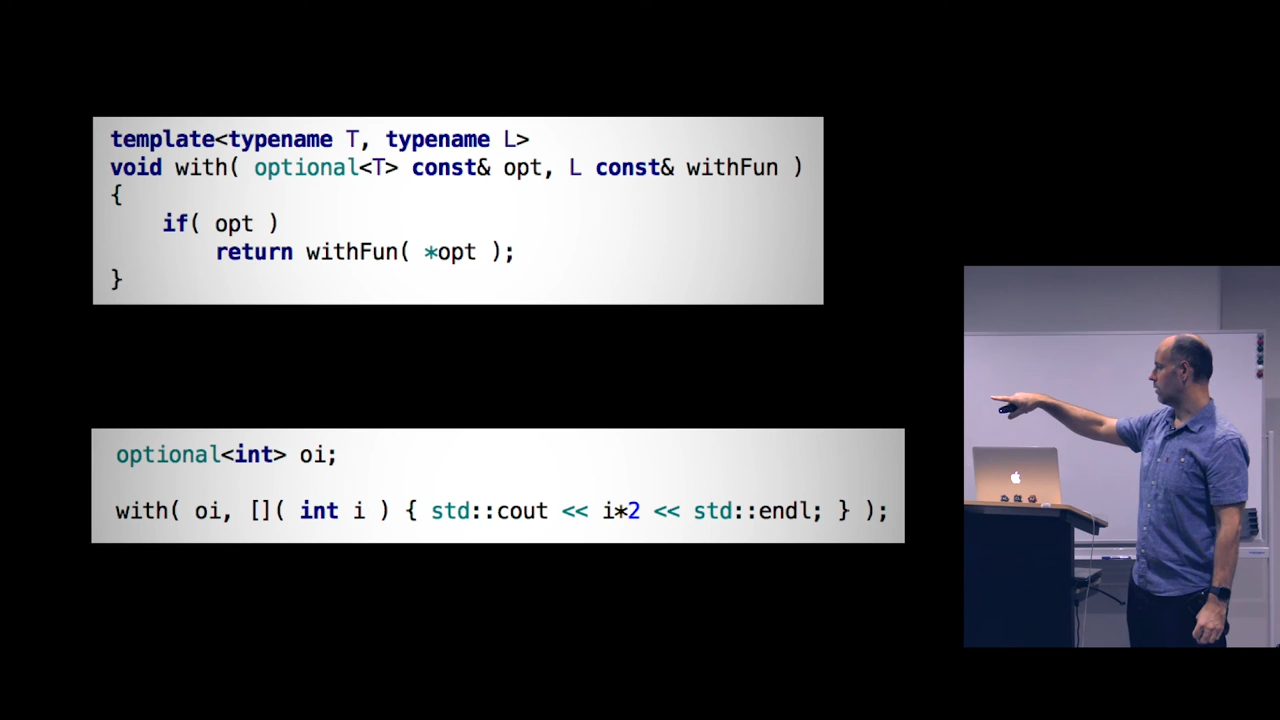 template<typename T, typename L>
void with( optional<T> const& opt, L const& withFun )
{
    if( opt )
        return withFun( *opt );
}
optional<int> oi;
with( oi, []( int i ) { std::cout << i*2 << std::endl; } );